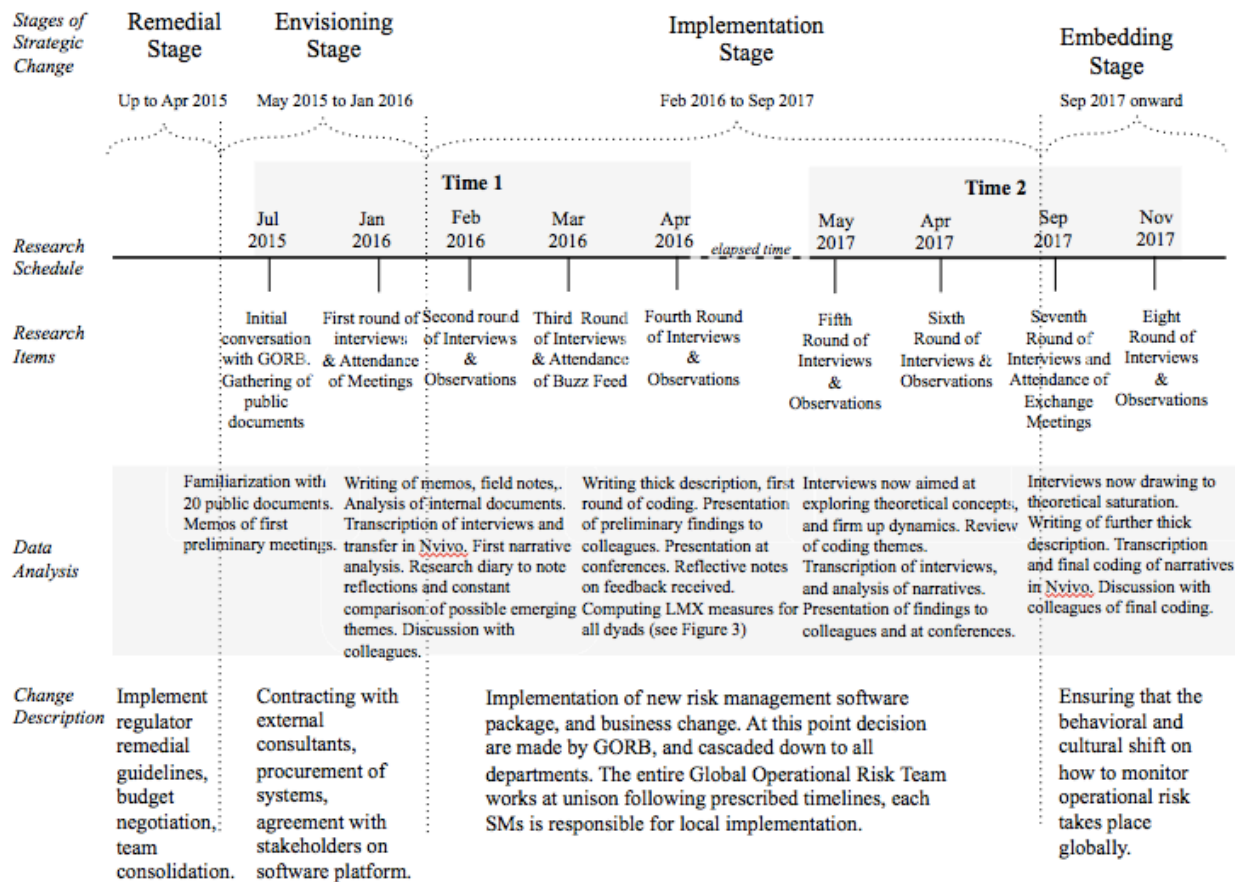 Stages of
Strategic
Change
Remedial
Stage
Envisioning
Stage
Implementation
Stage
Embedding
Stage
Up to Apr 2015
May 2015 to Jan 2016
Feb 2016 to Sep 2017
Sep 2017 onward
Time 1
Time 2
Research
Schedule
Jul
2015
Jan
2016
Feb
2016
Mar
2016
Apr
2016
elapsed time
May
2017
Apr
2017
Sep
2017
Nov
2017
Research
Items
Initial
conversation
with GORB.
Gathering of
public
documents
First round of
interviews
& Attendance
of Meetings
Second round
of Interviews
&
Observations
Third Round
of Interviews
& Attendance
of Buzz Feed
Fourth Round
of Interviews
&
Observations
Fifth
Round of
Interviews
&
Observations
Sixth
Round of
Interviews &
Observations
Seventh
Round of
Interviews and
Attendance of
Exchange
Meetings
Eight
Round of
Interviews
&
Observations
Data
Analysis
Familiarization with
20 public documents.
Memos of first
preliminary meetings.
Writing of memos, field notes,.
Analysis of internal documents.
Transcription of interviews and
transfer in Nvivo. First narrative
analysis. Research diary to note
reflections and constant
comparison of possible emerging
themes. Discussion with
colleagues.
Writing thick description, first
round of coding. Presentation
of preliminary findings to
colleagues. Presentation at
conferences. Reflective notes
on feedback received.
Computing LMX measures for
all dyads (see Figure 3)
Interviews now aimed at
exploring theoretical concepts,
and firm up dynamics. Review
of coding themes.
Transcription of interviews,
and analysis of narratives.
Presentation of findings to
colleagues and at conferences.
Interviews now drawing to
theoretical saturation.
Writing of further thick
description. Transcription
and final coding of narratives
in Nvivo. Discussion with
colleagues of final coding.
Change
Description
Implement
regulator
remedial
guidelines,
budget
negotiation,
team
consolidation.
Contracting with
external
consultants,
procurement of
systems,
agreement with
stakeholders on
software platform.
Implementation of new risk management software
package, and business change. At this point decision
are made by GORB, and cascaded down to all
departments. The entire Global Operational Risk Team
works at unison following prescribed timelines, each
SMs is responsible for local implementation.
Ensuring that the
behavioral and
cultural shift on
how to monitor
operational risk
takes place
globally.